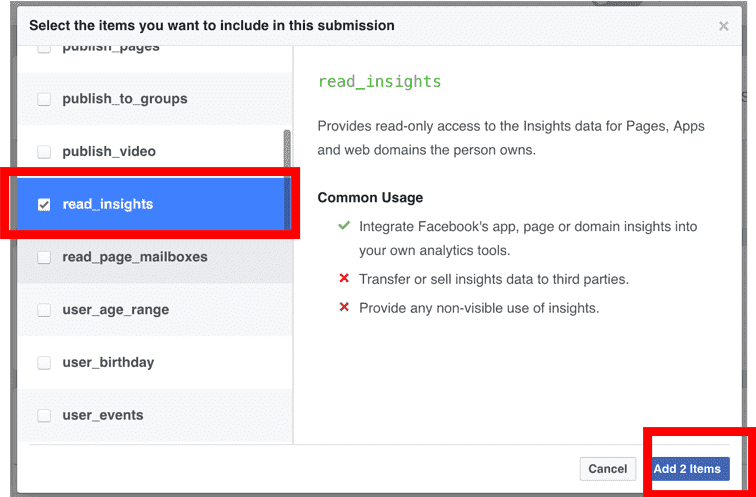 Select the items you want to include in this submission
publish_pages
publish_to_groups
publish_video
read_insights
read_page_mailboxes
user_age_range
user_birthday
user_events
read_insights
Provides read-only access to the Insights data for Pages, Apps
and web domains the person owns.
Common Usage
Integrate Facebook's app, page or domain insights into
your own analytics tools.
Transfer or sell insights data to third parties.
Provide any non-visible use of insights.
Cancel
Add 2 Items